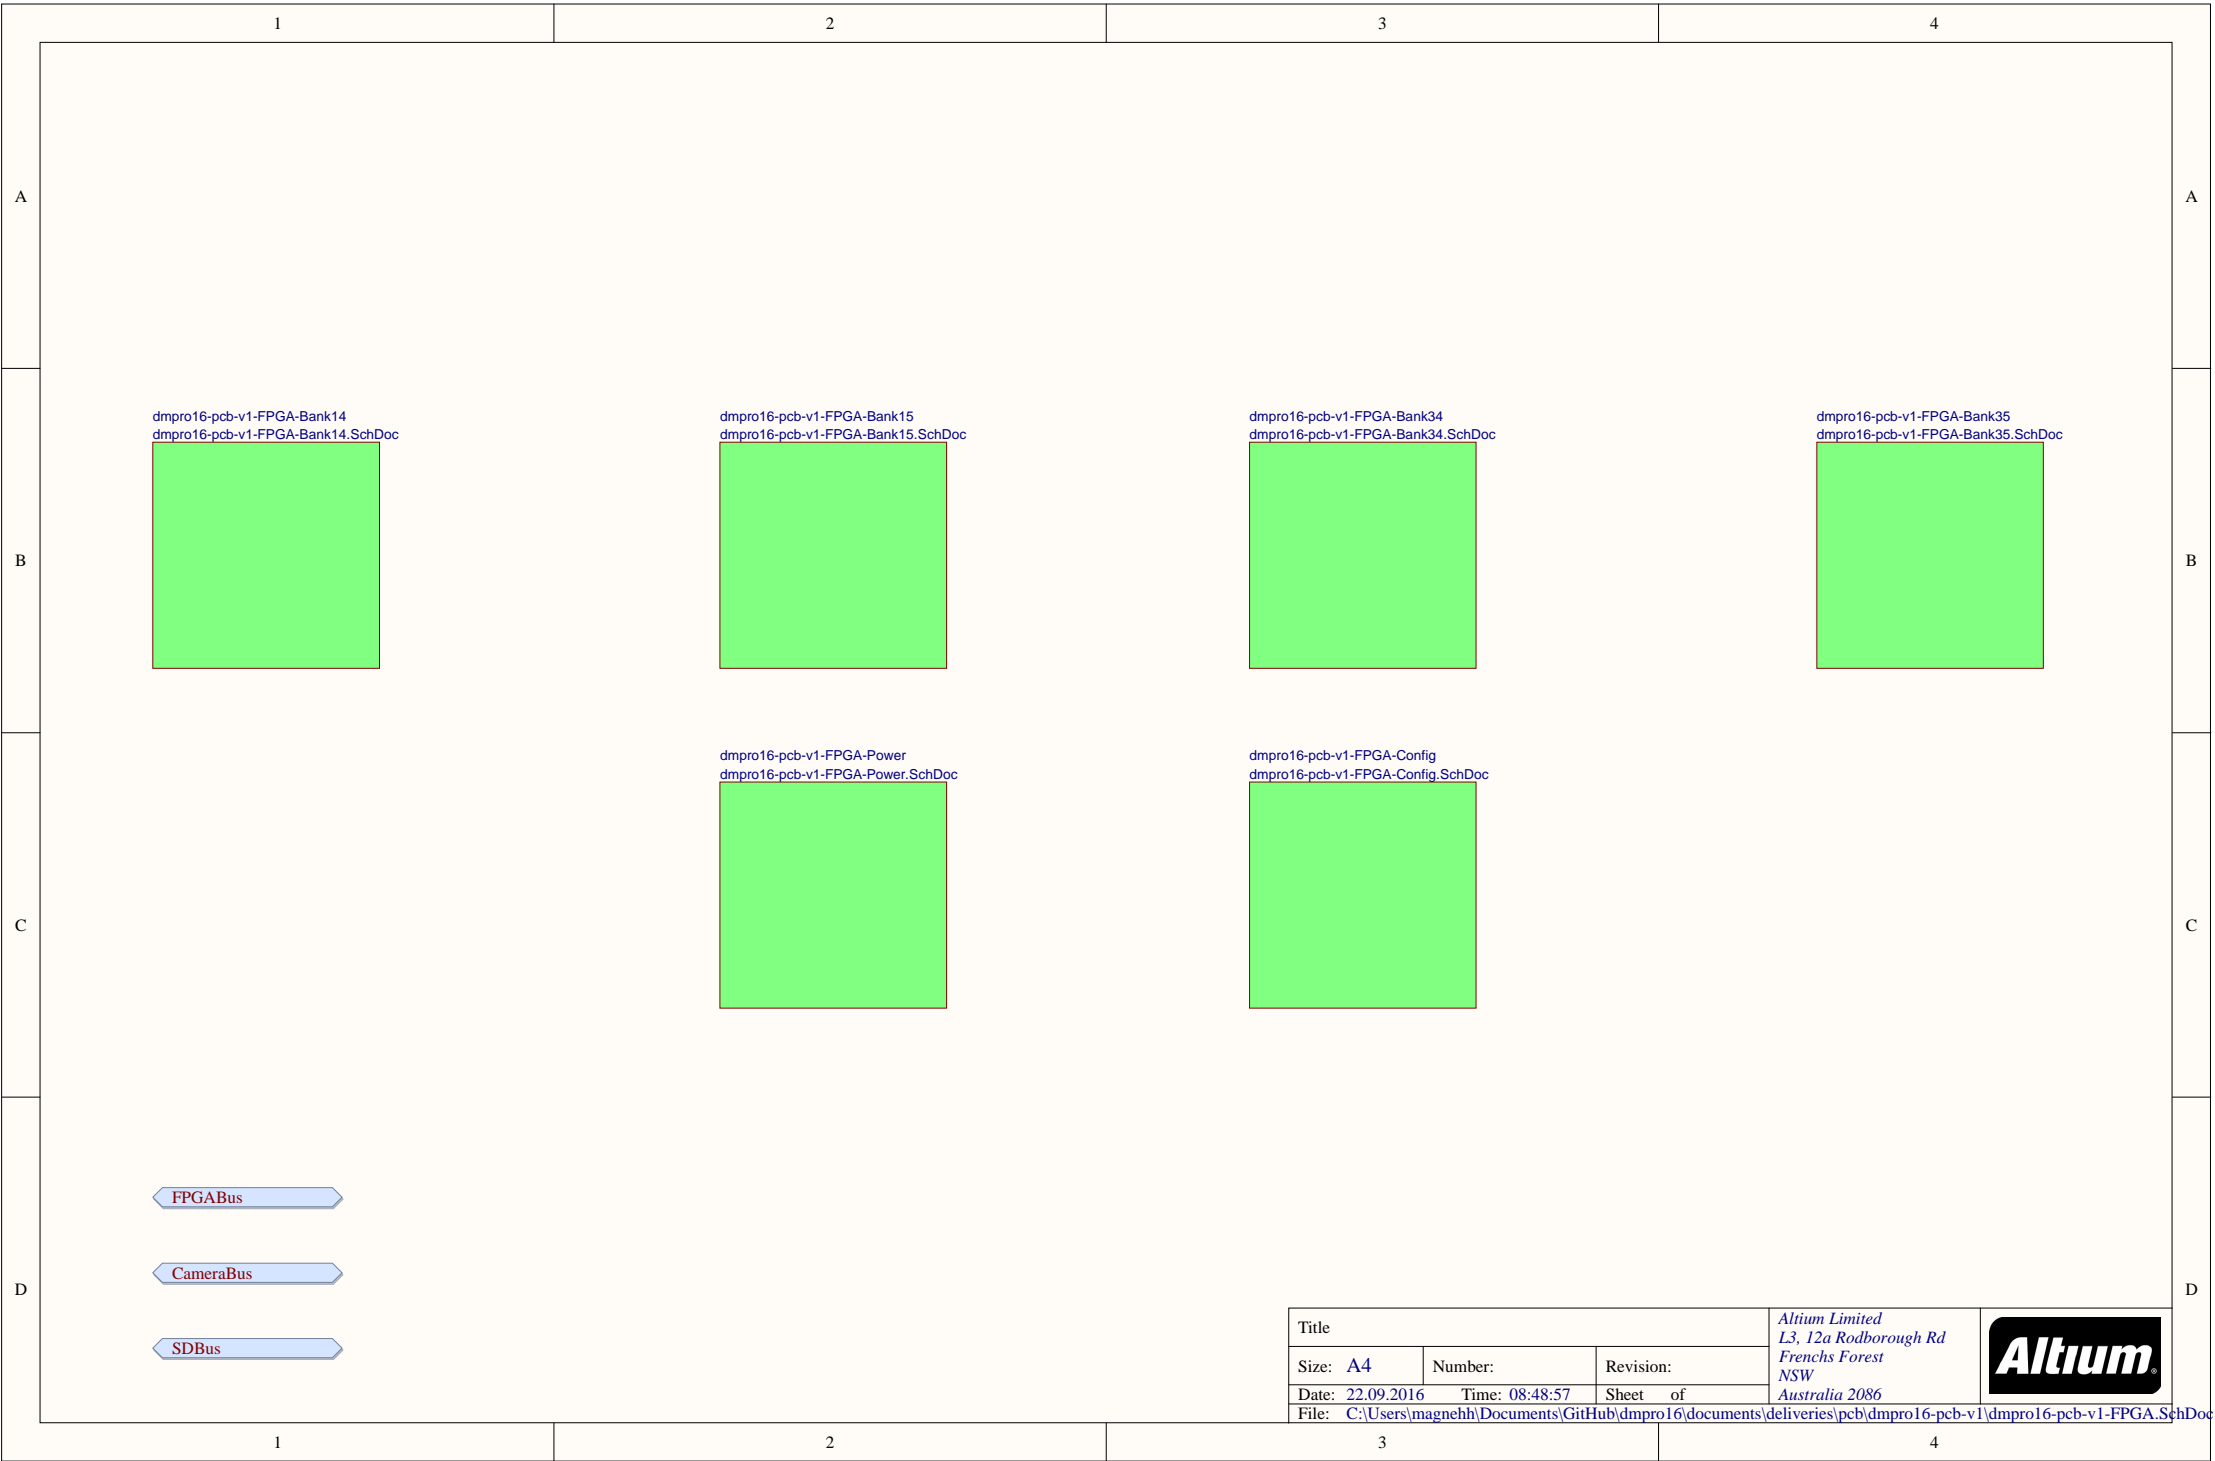 1 2 3 4
A A
dmpro16-pcb-v1-FPGA-Bank14
dmpro16-pcb-v1-FPGA-Bank14.SchDoc
dmpro16-pcb-v1-FPGA-Bank15
dmpro16-pcb-v1-FPGA-Bank15.SchDoc
dmpro16-pcb-v1-FPGA-Bank34
dmpro16-pcb-v1-FPGA-Bank34.SchDoc
dmpro16-pcb-v1-FPGA-Bank35
dmpro16-pcb-v1-FPGA-Bank35.SchDoc
B B
dmpro16-pcb-v1-FPGA-Power
dmpro16-pcb-v1-FPGA-Power.SchDoc
dmpro16-pcb-v1-FPGA-Config
dmpro16-pcb-v1-FPGA-Config.SchDoc
C C
FPGABus
CameraBus
SDBus
D D
Title
Size: A4 Number: Revision:
Date: 22.09.2016 Time: 08:48:57 Sheet of
File: C:\Users\magnehh\Documents\GitHub\dmpro16\documents\deliveries\pcb\dmpro16-pcb-v1\dmpro16-pcb-v1-FPGA.SchDoc
Altium Limited
L3, 12a Rodborough Rd
Frenchs Forest
NSW
Australia 2086
Altium®
1 2 3 4